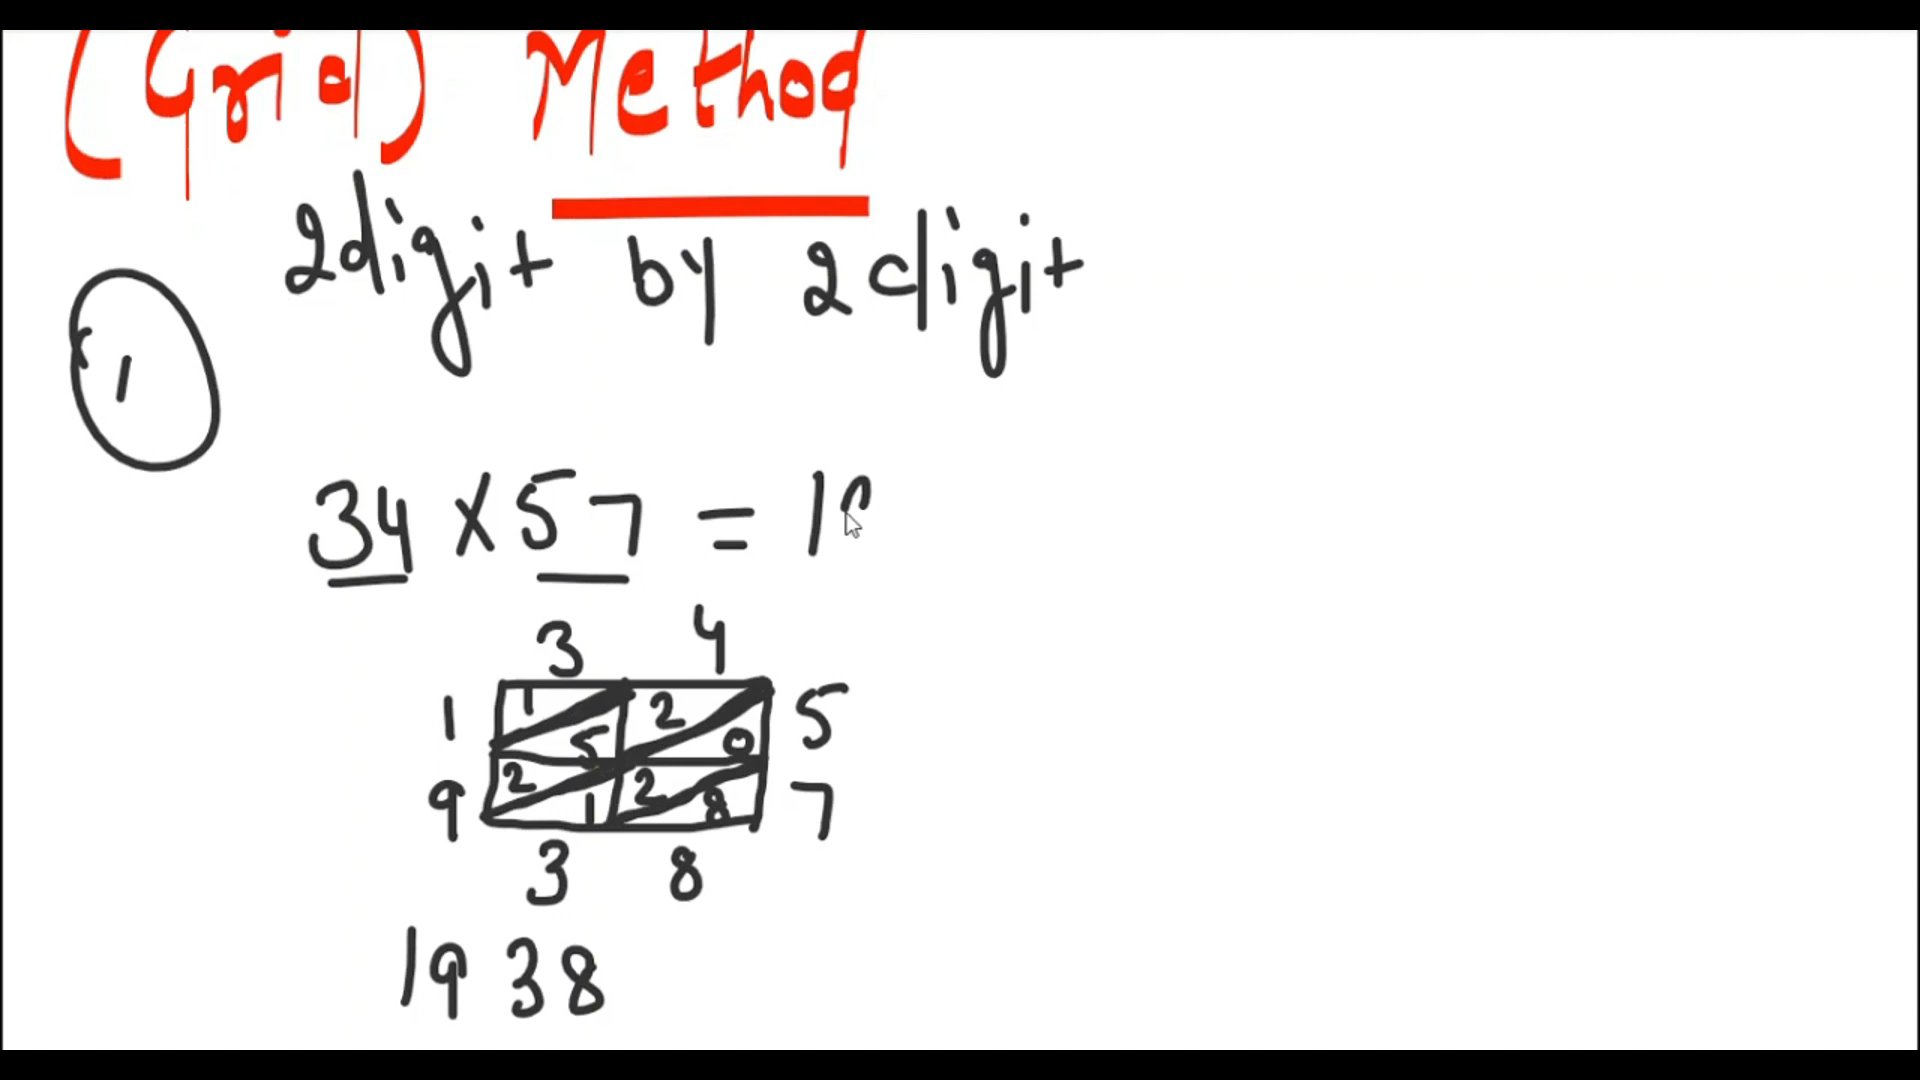 (Grid) Method
2digit by 2digit
1
34 × 57 = 1
3 4
1 1 5 2 0 5
9 2 1 2 8 7
3 8
1938